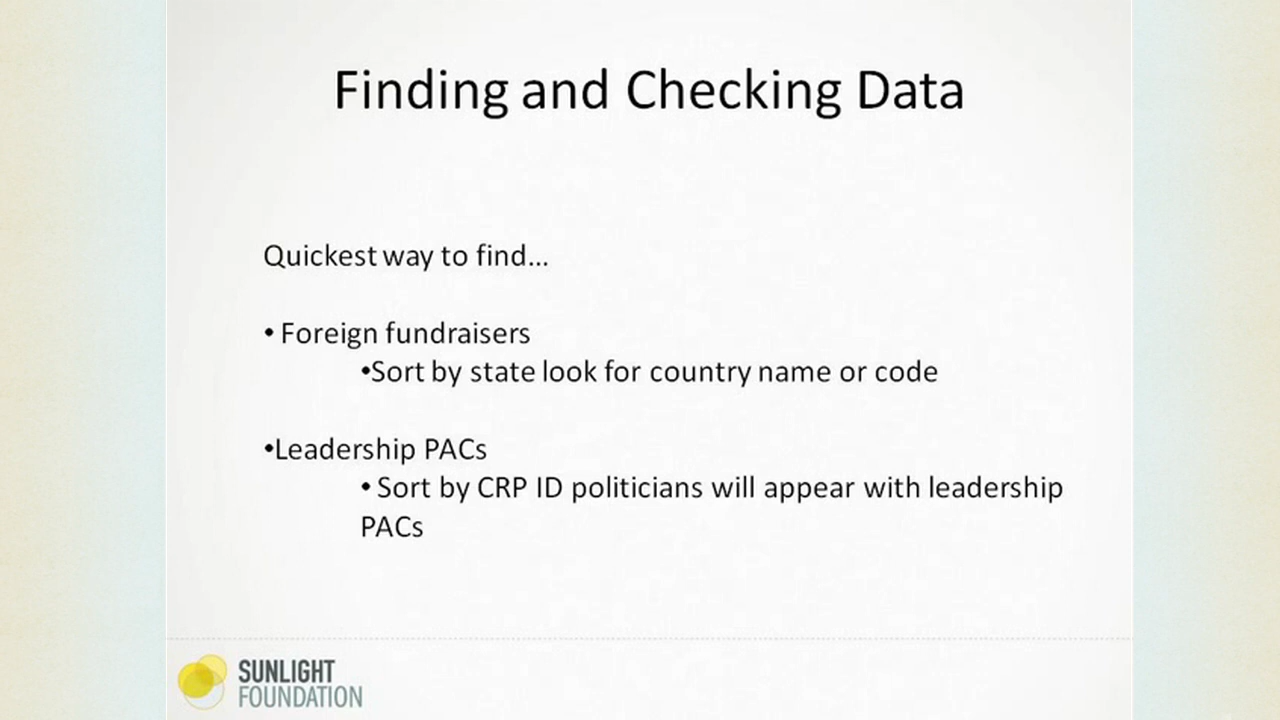 Finding and Checking Data
Quickest way to find...
• Foreign fundraisers
•Sort by state look for country name or code
•Leadership PACs
• Sort by CRP ID politicians will appear with leadership
PACs
SUNLIGHT
FOUNDATION